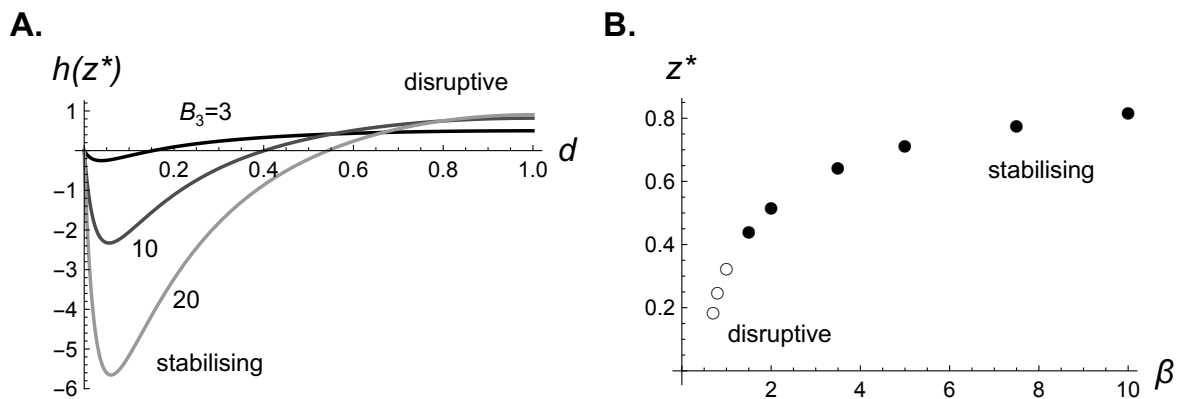 A.
h(z*)
disruptive
B₃=3
1
d
0.2 0.4 0.6 0.8 1.0
−1
−2
10
−3
20
−4
−5
stabilising
−6
B.
z*
0.8
stabilising
0.6
0.4
0.2
disruptive
2 4 6 8 10 β